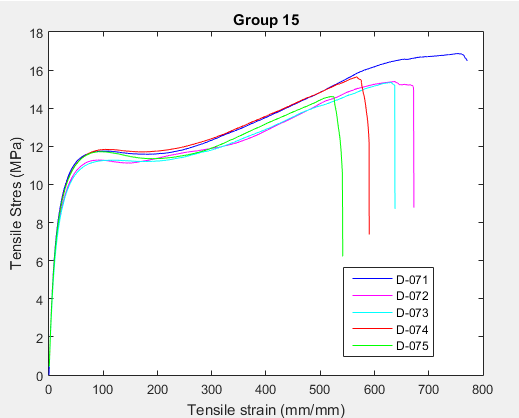 Group 15
Tensile Stres (MPa)
18
16
14
12
10
8
6
4
2
0
0 100 200 300 400 500 600 700 800
Tensile strain (mm/mm)
D-071
D-072
D-073
D-074
D-075